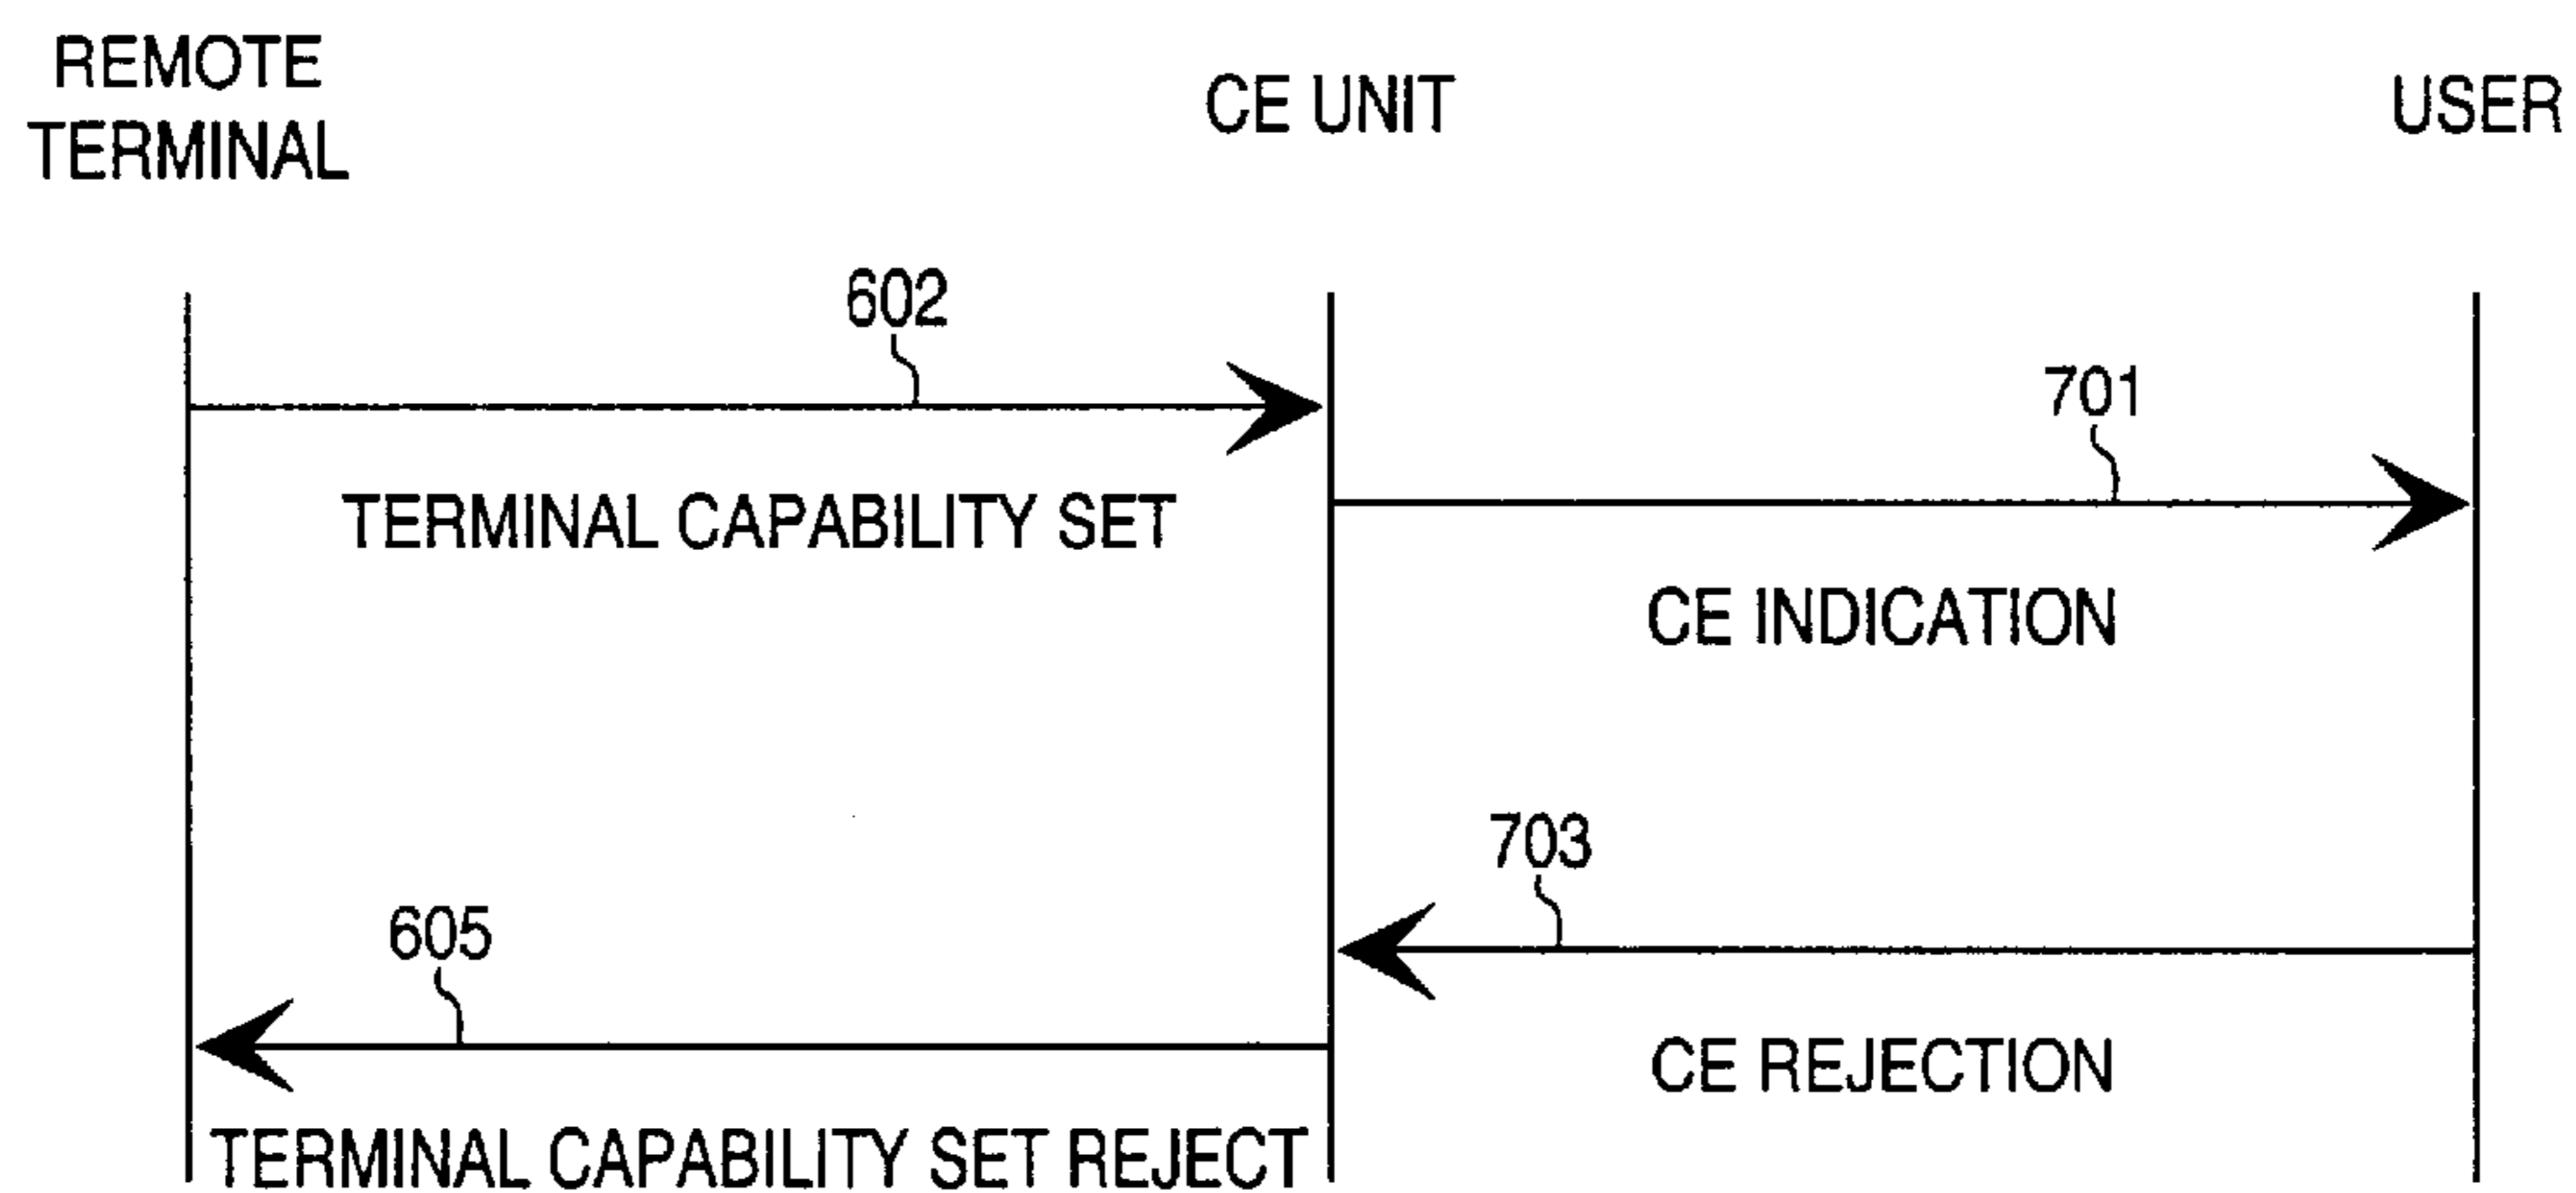 REMOTE
TERMINAL
CE UNIT
USER
602
701
TERMINAL CAPABILITY SET
CE INDICATION
703
605
CE REJECTION
TERMINAL CAPABILITY SET REJECT